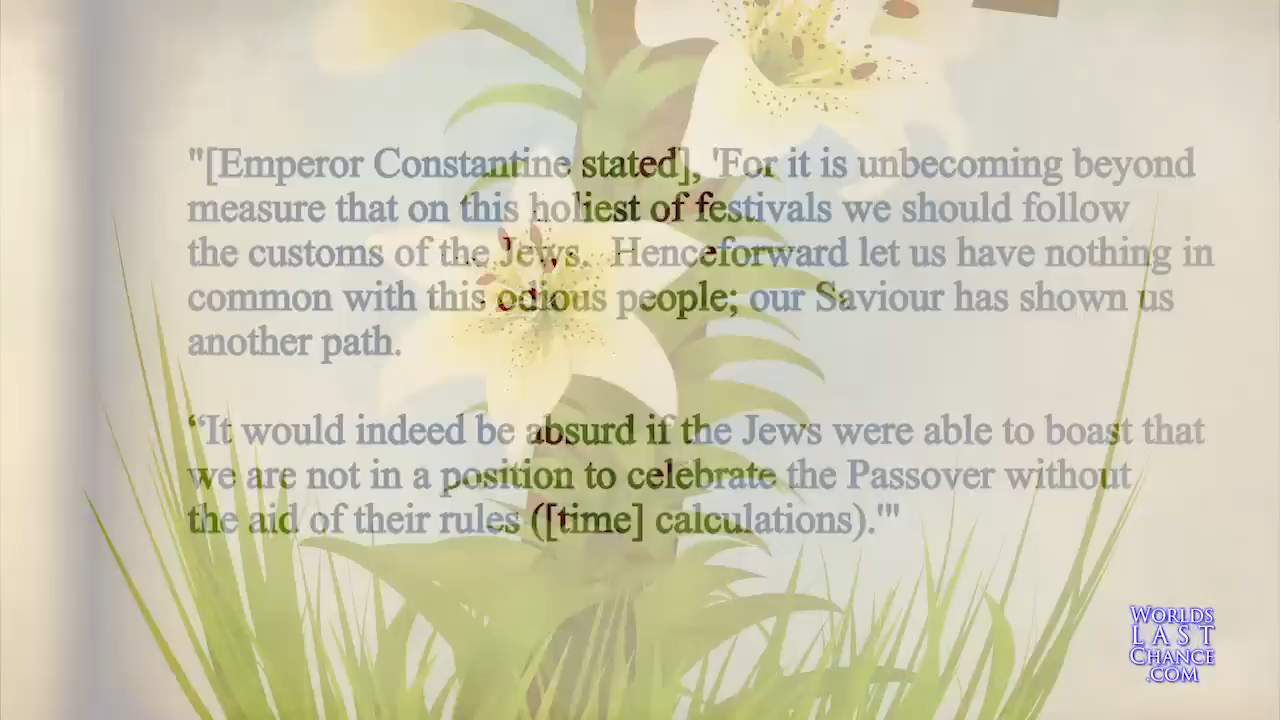 "[Emperor Constantine stated], 'For it is unbecoming beyond
measure that on this holiest of festivals we should follow
the customs of the Jews.  Henceforward let us have nothing in
common with this odious people; our Saviour has shown us
another path.
“It would indeed be absurd if the Jews were able to boast that
we are not in a position to celebrate the Passover without
the aid of their rules ([time] calculations).'"
WORLDS
LAST
CHANCE
.COM